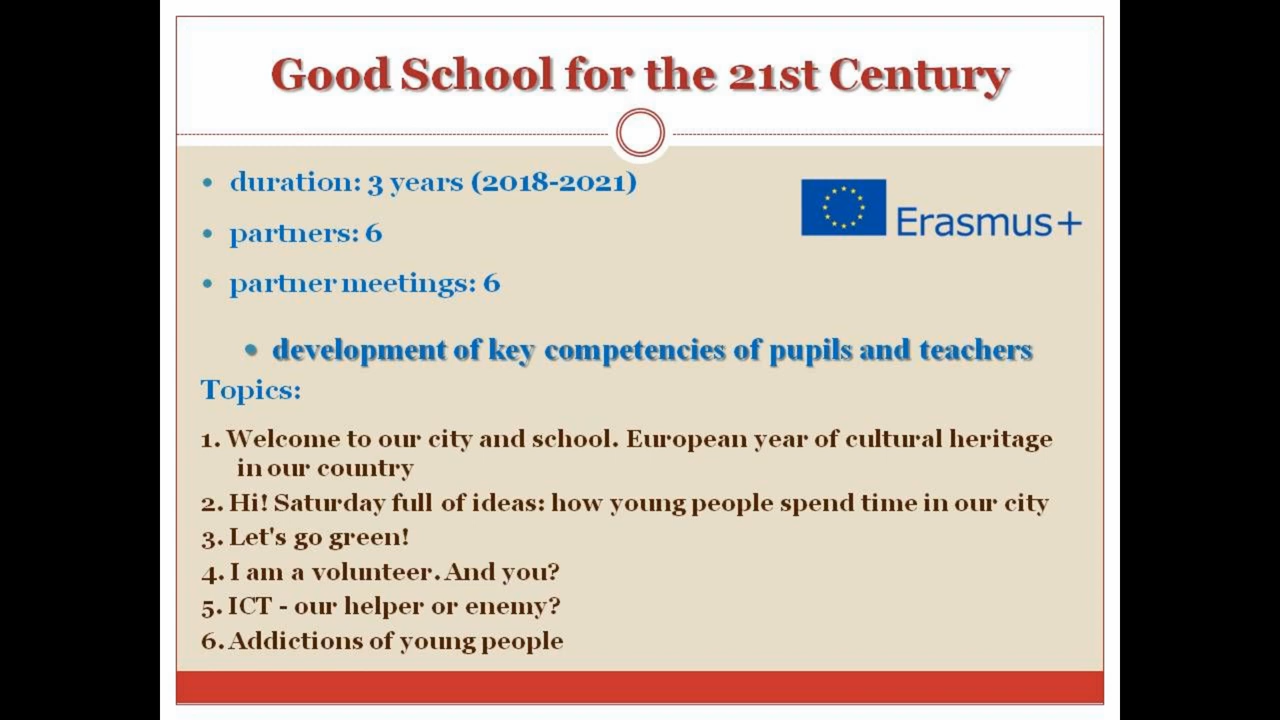 Good School for the 21st Century
• duration: 3 years (2018-2021)
Erasmus+
• partners: 6
• partner meetings: 6
• development of key competencies of pupils and teachers
Topics:
1. Welcome to our city and school. European year of cultural heritage
in our country
2. Hi! Saturday full of ideas: how young people spend time in our city
3. Let's go green!
4. I am a volunteer. And you?
5. ICT - our helper or enemy?
6. Addictions of young people